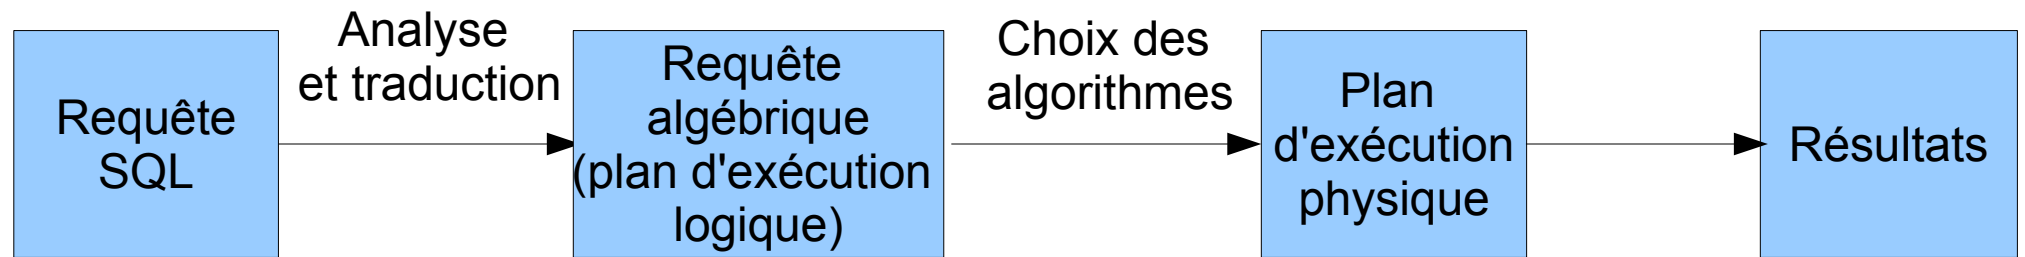 Requête
SQL
Analyse
et traduction
Requête
algébrique
(plan d'exécution
logique)
Choix des
algorithmes
Plan
d'exécution
physique
Résultats